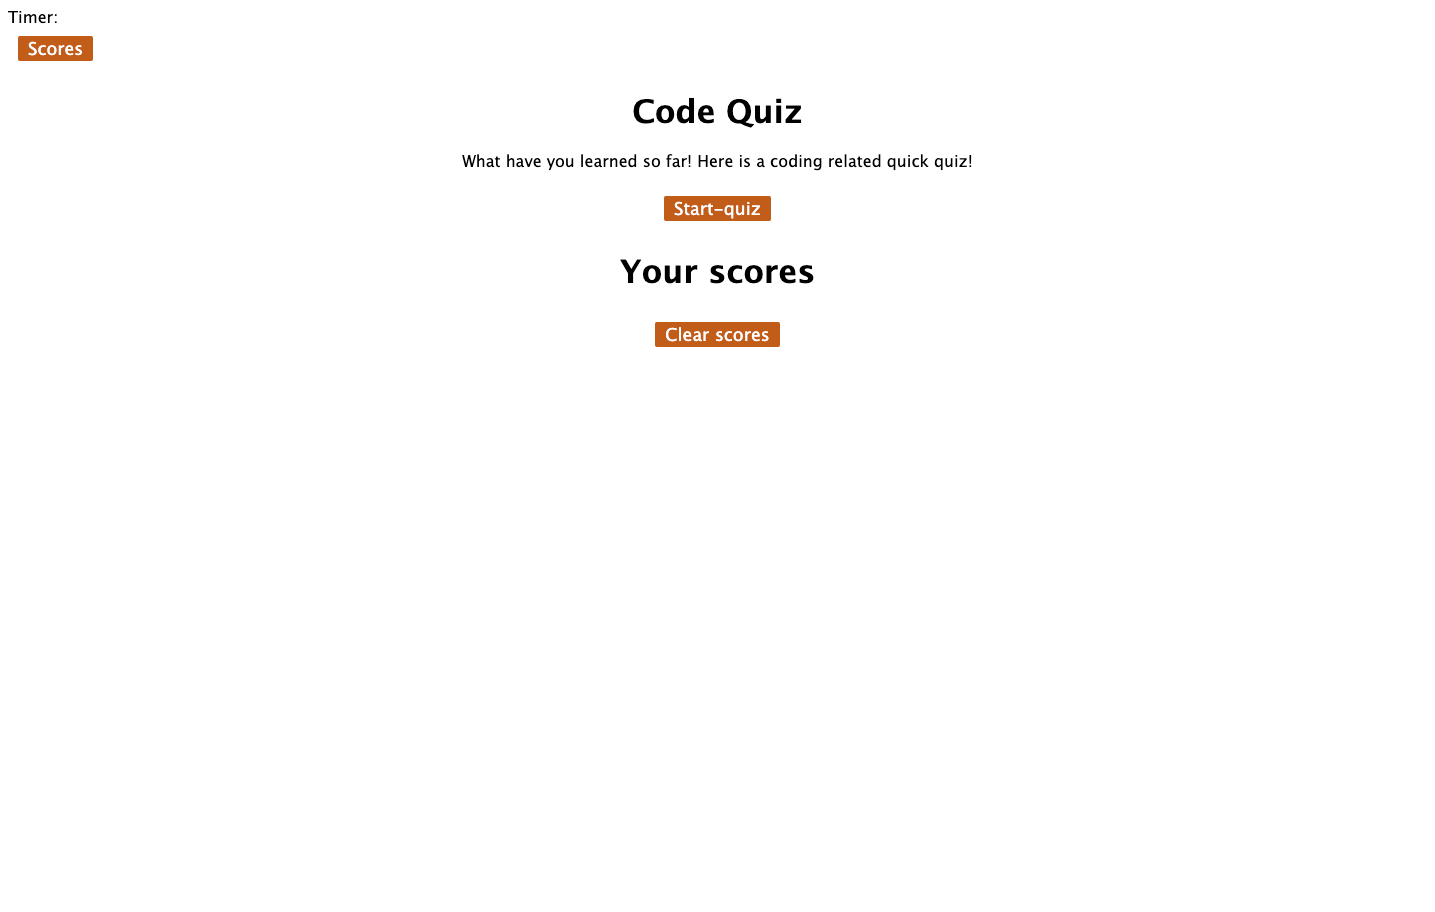 Timer:
Scores
Code Quiz
What have you learned so far! Here is a coding related quick quiz!
Start-quiz
Your scores
Clear scores